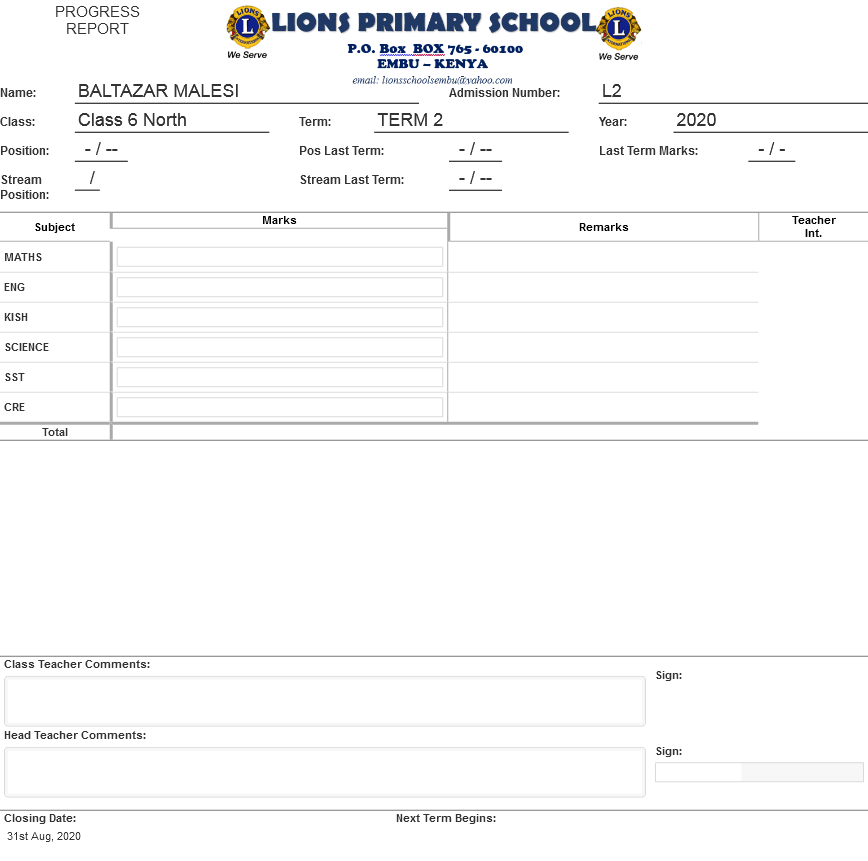 PROGRESS
REPORT
LIONS
L
INTERNATIONAL
We Serve
LIONS PRIMARY SCHOOL
LIONS
L
INTERNATIONAL
We Serve
P.O. Box BOX 765 - 60100
EMBU – KENYA
email: lionsschoolsembu@yahoo.com
Name: BALTAZAR MALESI Admission Number: L2
Class: Class 6 North Term: TERM 2 Year: 2020
Position: - / -- Pos Last Term: - / -- Last Term Marks: - / -
Stream Position: / Stream Last Term: - / --
Subject Marks Remarks Teacher Int.
MATHS
ENG
KISH
SCIENCE
SST
CRE
Total
Class Teacher Comments:
Sign:
Head Teacher Comments:
Sign:
Closing Date: Next Term Begins:
31st Aug, 2020